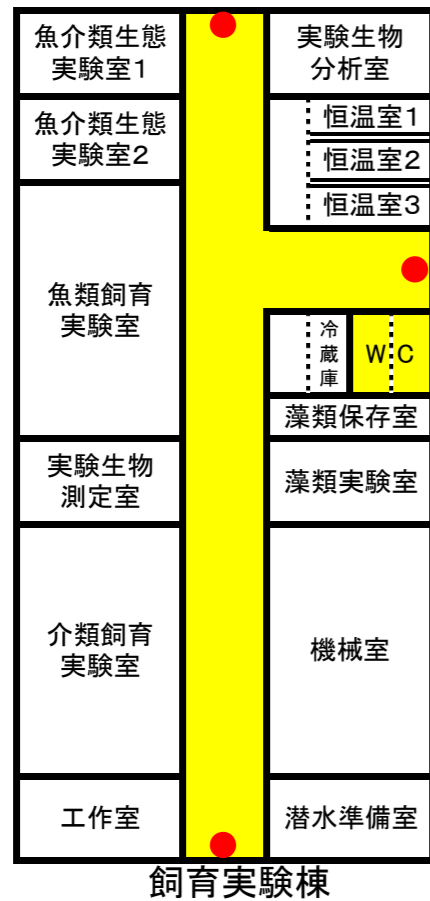 魚介類生態
実験室1
実験生物
分析室
魚介類生態
実験室2
恒温室1
恒温室2
恒温室3
魚類飼育
実験室
冷蔵庫
WC
藻類保存室
実験生物
測定室
藻類実験室
介類飼育
実験室
機械室
工作室
潜水準備室
飼育実験棟